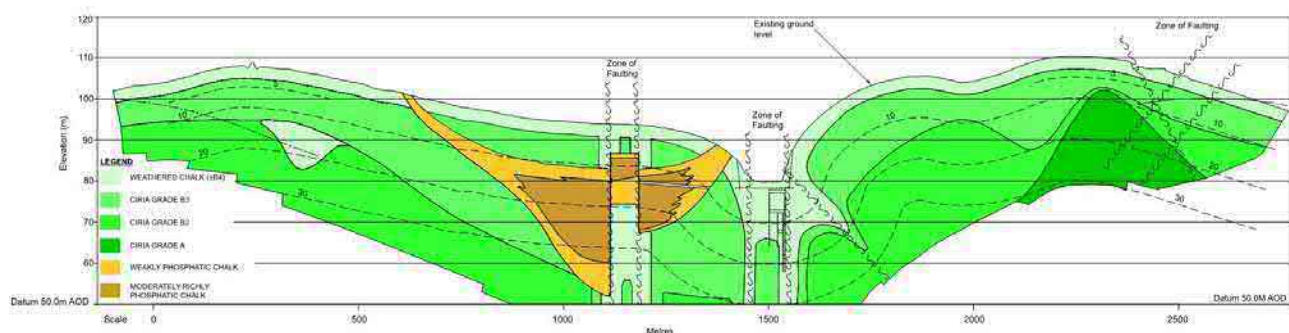 120
110
100
90
80
70
60
Elevation (m)
Zone of
Faulting
Zone of
Faulting
Existing ground
level
Zone of Faulting
5
10
20
30
10
5
10
20
30
LEGEND
WEATHERED CHALK
CIRIA GRADE B3
CIRIA GRADE B2
CIRIA GRADE A
WEAKLY PHOSPHATIC CHALK
MODERATELY-RICHLY
PHOSPHATIC CHALK
Datum 50.0m AOD
Datum 50.0M AOD
Scale
0
500
1000
1500
2000
2500
Metres